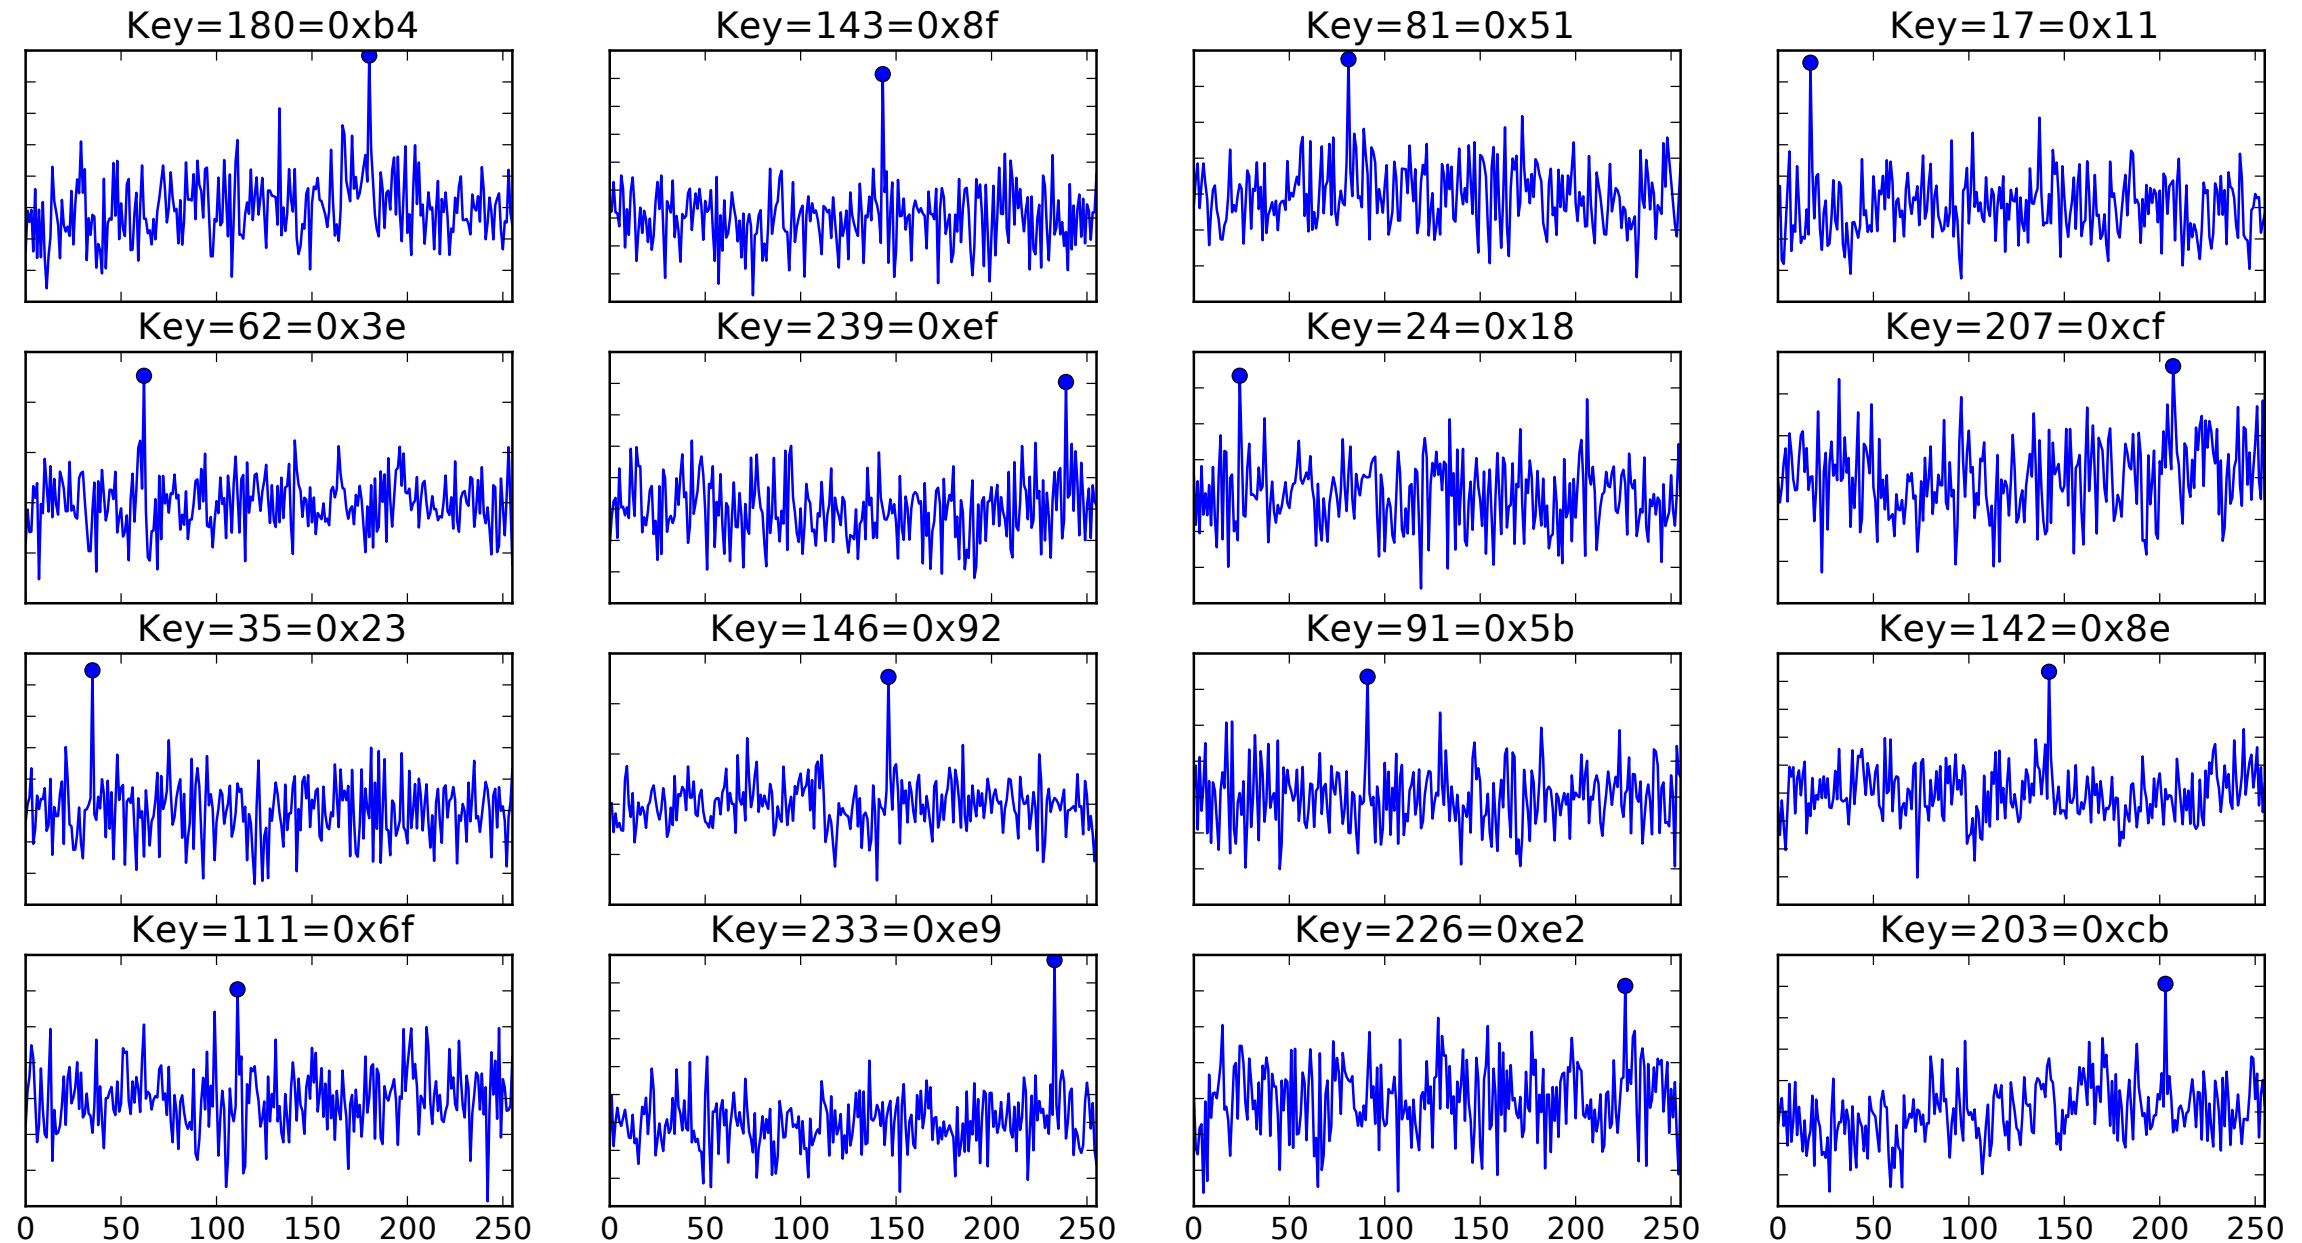 Key=180=0xb4 Key=143=0x8f Key=81=0x51 Key=17=0x11
Key=62=0x3e Key=239=0xef Key=24=0x18 Key=207=0xcf
Key=35=0x23 Key=146=0x92 Key=91=0x5b Key=142=0x8e
Key=111=0x6f Key=233=0xe9 Key=226=0xe2 Key=203=0xcb
0 50 100 150 200 250 0 50 100 150 200 250 0 50 100 150 200 250 0 50 100 150 200 250